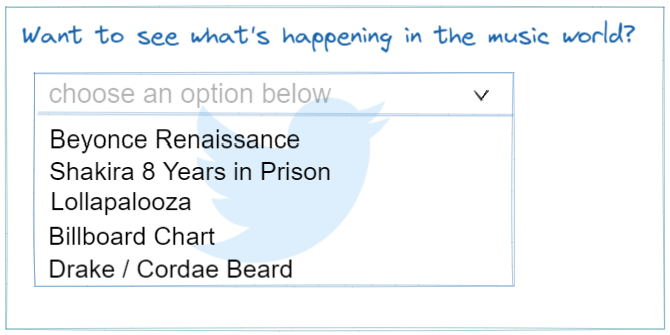 Want to see what's happening in the music world?
choose an option below
Beyonce Renaissance
Shakira 8 Years in Prison
Lollapalooza
Billboard Chart
Drake / Cordae Beard